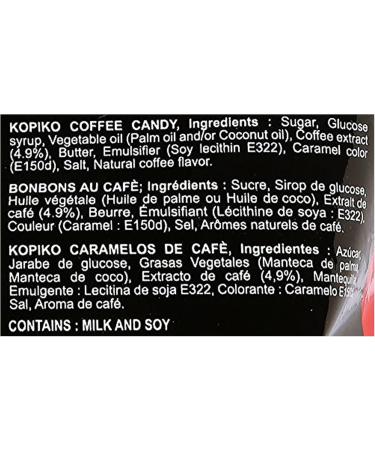 KOPIKO COFFEE CANDY, Ingredients : Sugar, Glucose
syrup, Vegetable oil (Palm oil and/or Coconut oil), Coffee extract
(4.9%), Butter, Emulsifier (Soy lecithin E322), Caramel color
(E150d), Salt, Natural coffee flavor.
BONBONS AU CAFÈ; Ingrédients : Sucre, Sirop de glucose,
Huile végétale (Huile de palme ou Huile de coco), Extrait de
café (4.9%), Beurre, Émulsifiant (Lécithine de soya : E322),
Couleur (Caramel : E150d), Sel, Arômes naturels de café.
KOPIKO CARAMELOS DE CAFÈ, Ingredientes : Azúcar,
Jarabe de glucose, Grasas Vegetales (Manteca de palma
Manteca de coco), Extracto de café (4,9%),
Emulgente : Lecitina de soja E322, Colorante : Caramelo
Sal, Aroma de café.
CONTAINS : MILK AND SOY